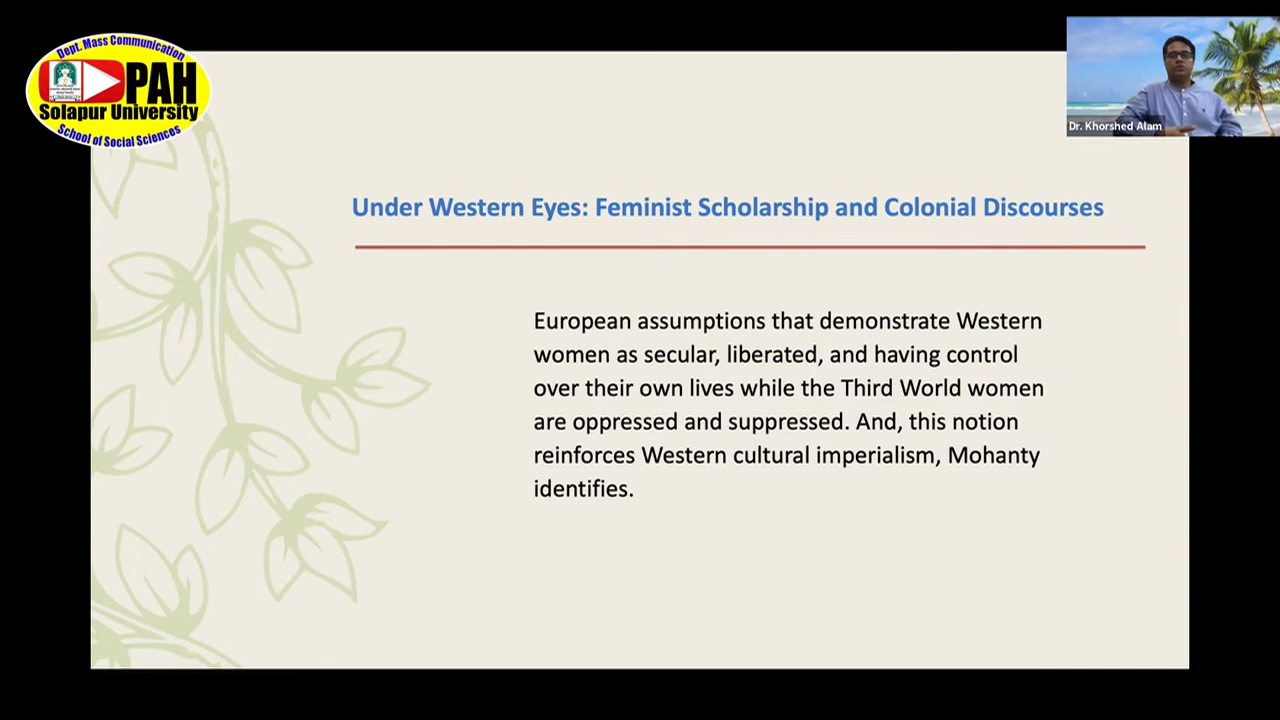 Dept. Mass Communication
PAH
Solapur University
School of Social Sciences
Dr. Khorshed Alam
Under Western Eyes: Feminist Scholarship and Colonial Discourses
European assumptions that demonstrate Western
women as secular, liberated, and having control
over their own lives while the Third World women
are oppressed and suppressed. And, this notion
reinforces Western cultural imperialism, Mohanty
identifies.